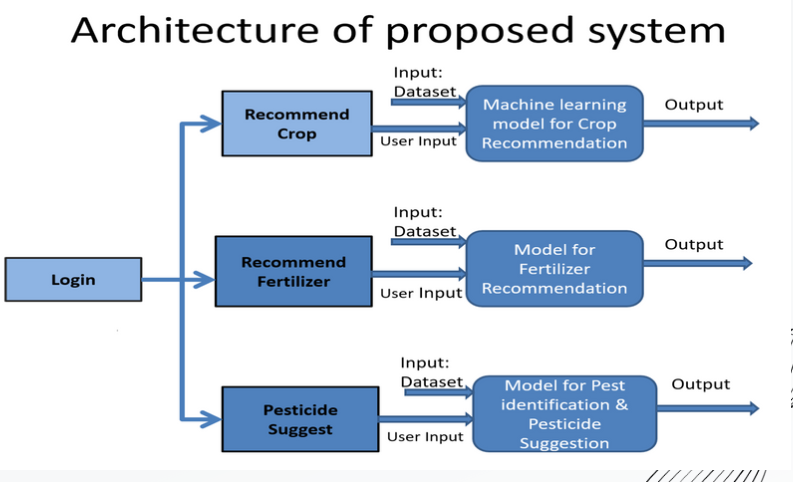 Architecture of proposed system
Input:
Dataset
Recommend
Crop
User Input
Machine learning
model for Crop
Recommendation
Output
Login
Input:
Dataset
Recommend
Fertilizer
User Input
Model for
Fertilizer
Recommendation
Output
Input:
Dataset
Pesticide
Suggest
User Input
Model for Pest
identification &
Pesticide
Suggestion
Output